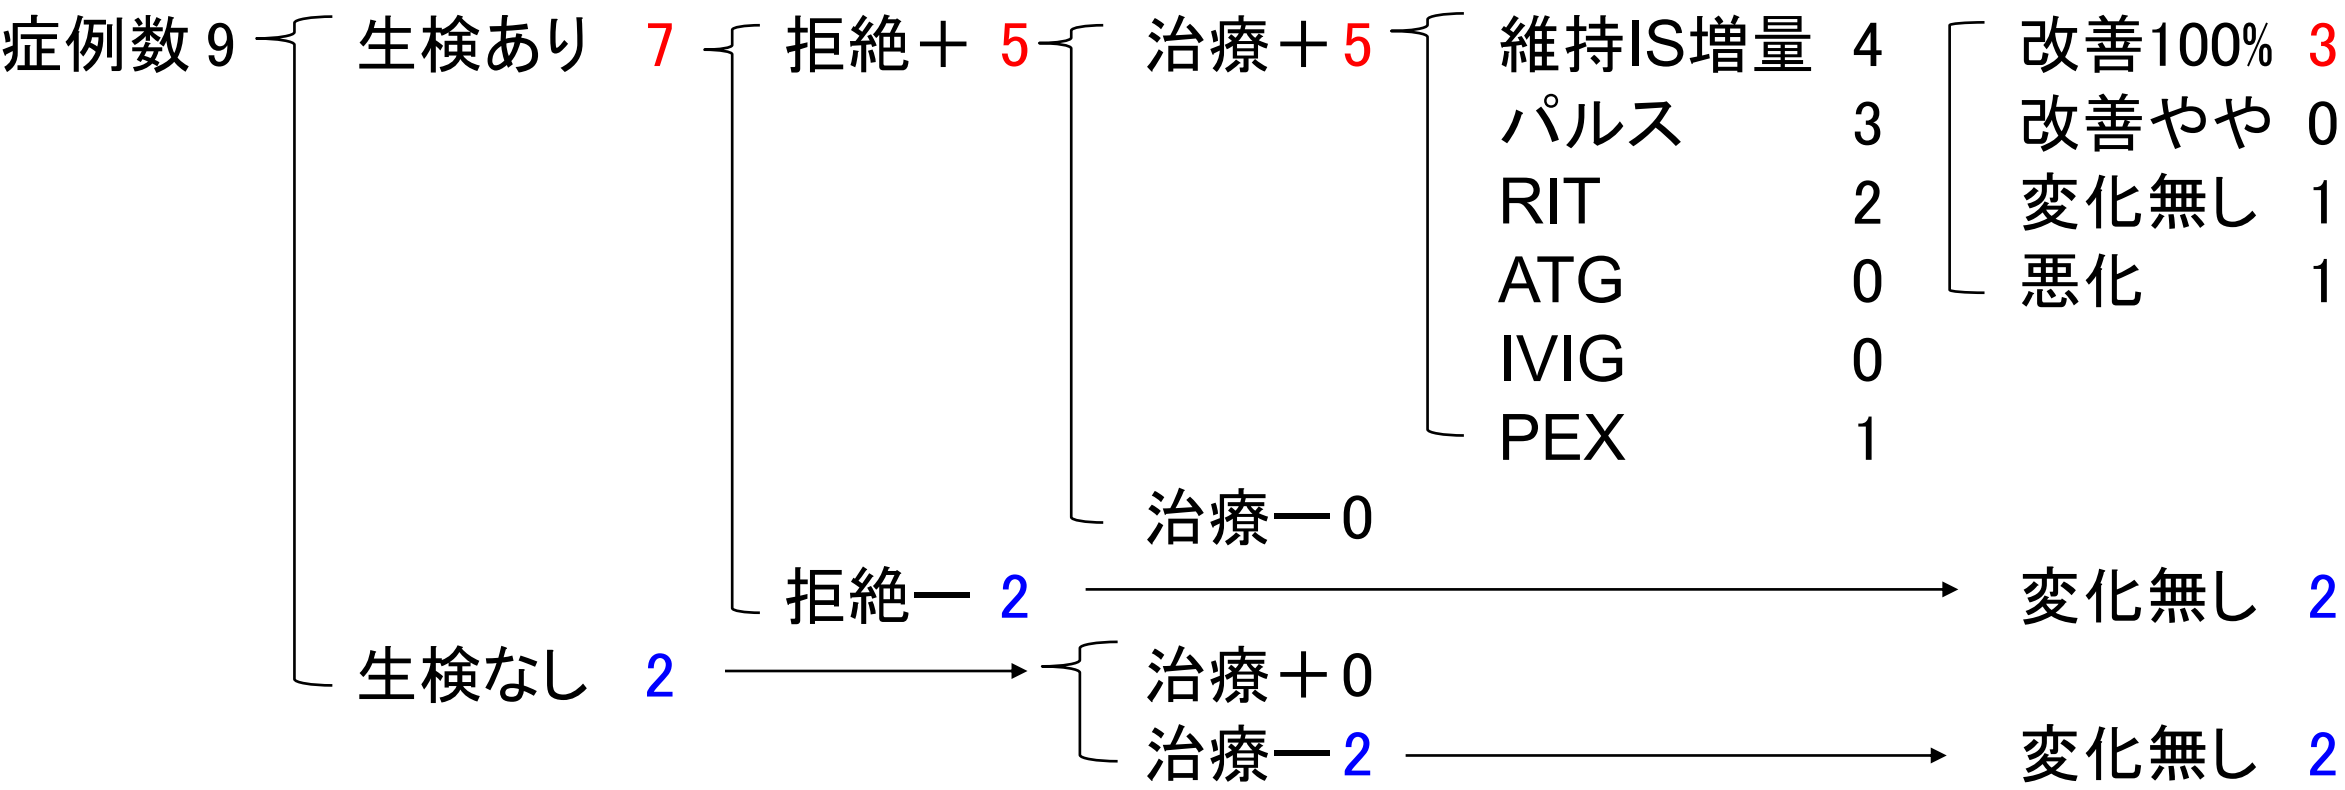 症例数 9 生検あり 7 拒絶＋ 5 治療＋5 維持IS増量 4 改善100% 3
パルス 3 改善やや 0
RIT 2 変化無し 1
ATG 0 悪化 1
IVIG 0
PEX 1
治療ー0
拒絶ー 2 変化無し 2
生検なし 2 治療＋0
治療ー2 変化無し 2